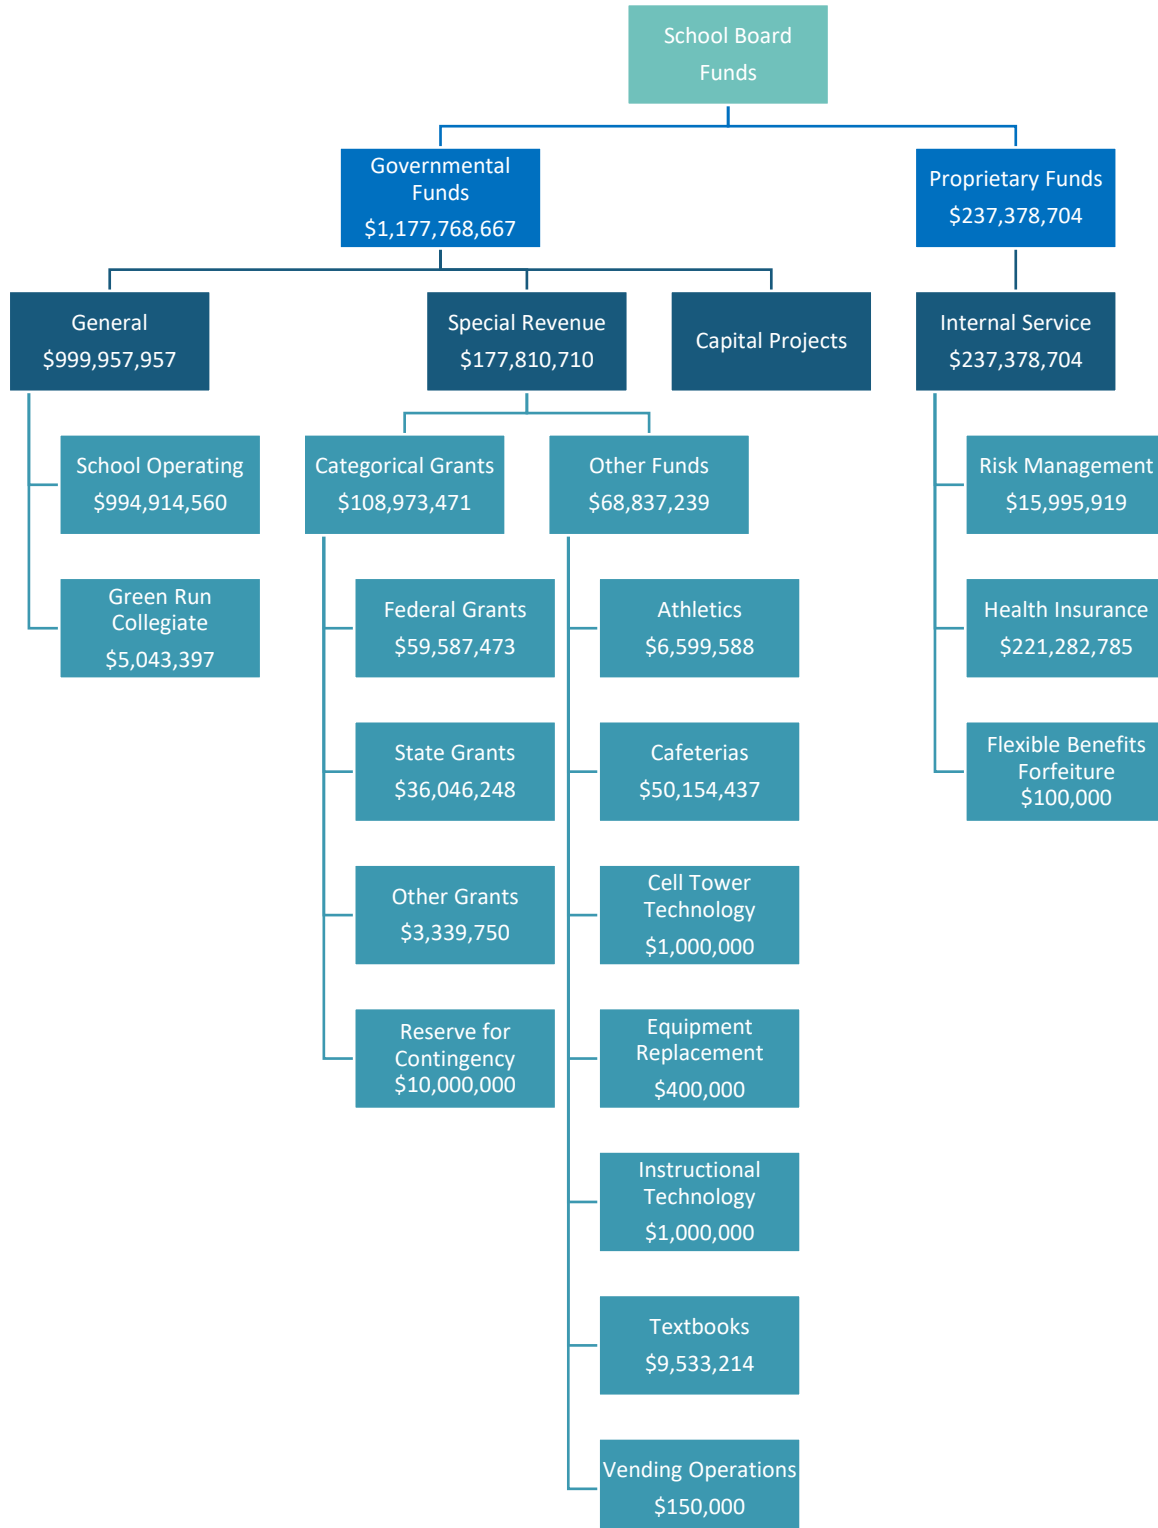 School Board
Funds
Governmental
Funds
$1,177,768,667
Proprietary Funds
$237,378,704
General
$999,957,957
Special Revenue
$177,810,710
Capital Projects
Internal Service
$237,378,704
School Operating
$994,914,560
Categorical Grants
$108,973,471
Other Funds
$68,837,239
Risk Management
$15,995,919
Green Run
Collegiate
$5,043,397
Federal Grants
$59,587,473
Athletics
$6,599,588
Health Insurance
$221,282,785
State Grants
$36,046,248
Cafeterias
$50,154,437
Flexible Benefits
Forfeiture
$100,000
Other Grants
$3,339,750
Cell Tower
Technology
$1,000,000
Reserve for
Contingency
$10,000,000
Equipment
Replacement
$400,000
Instructional
Technology
$1,000,000
Textbooks
$9,533,214
Vending Operations
$150,000